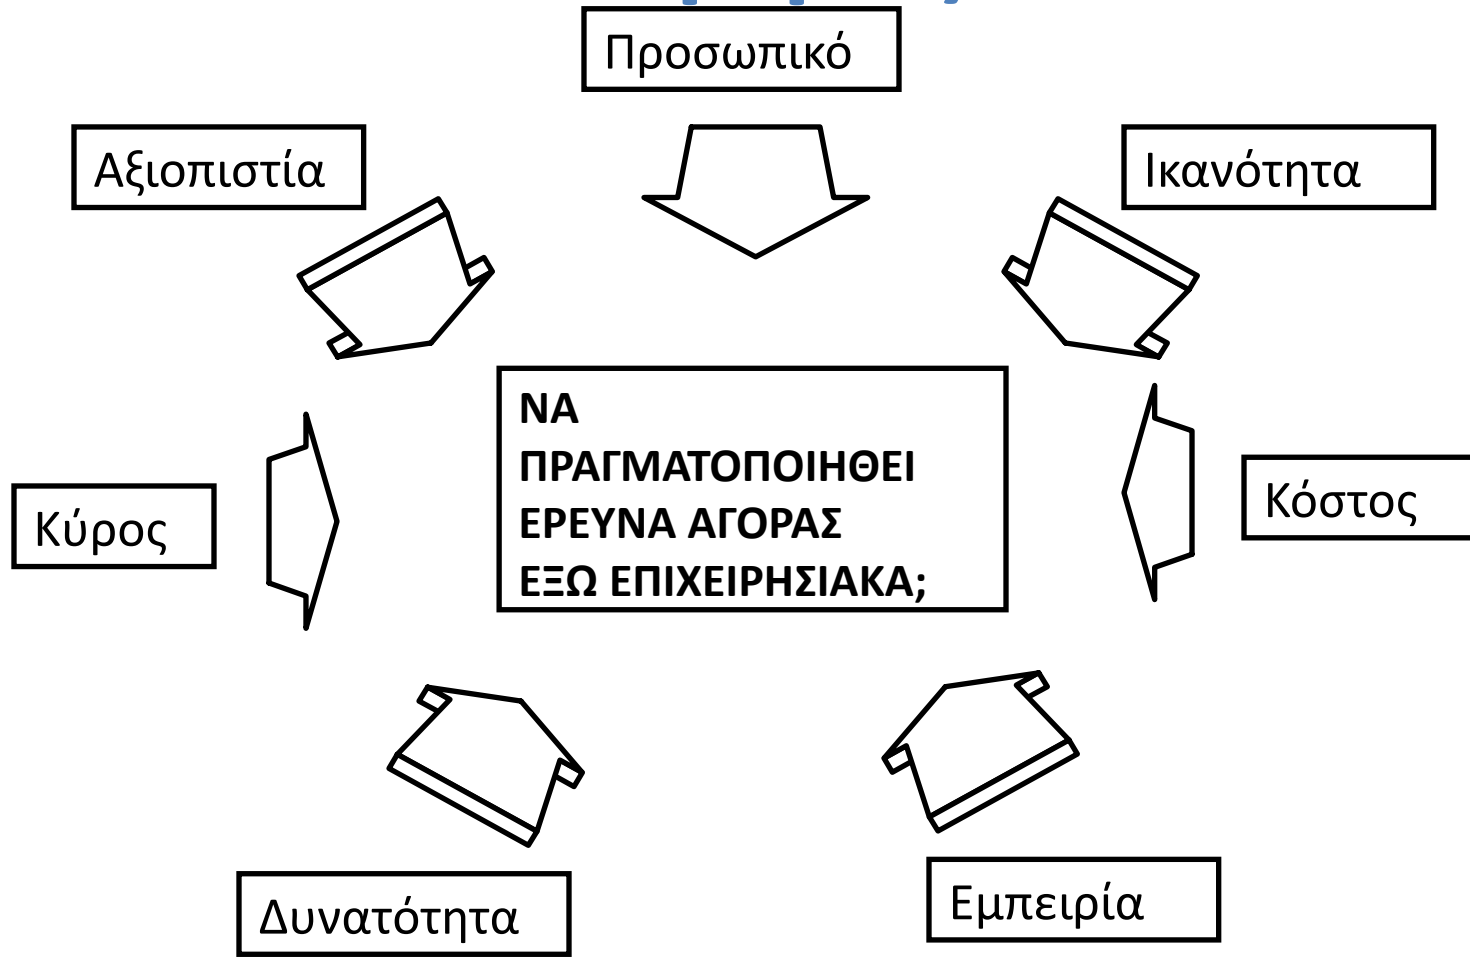 Προσωπικό
Αξιοπιστία
Ικανότητα
ΝΑ
ΠΡΑΓΜΑΤΟΠΟΙΗΘΕΙ
ΕΡΕΥΝΑ ΑΓΟΡΑΣ
ΕΞΩ ΕΠΙΧΕΙΡΗΣΙΑΚΑ;
Κύρος
Κόστος
Δυνατότητα
Εμπειρία